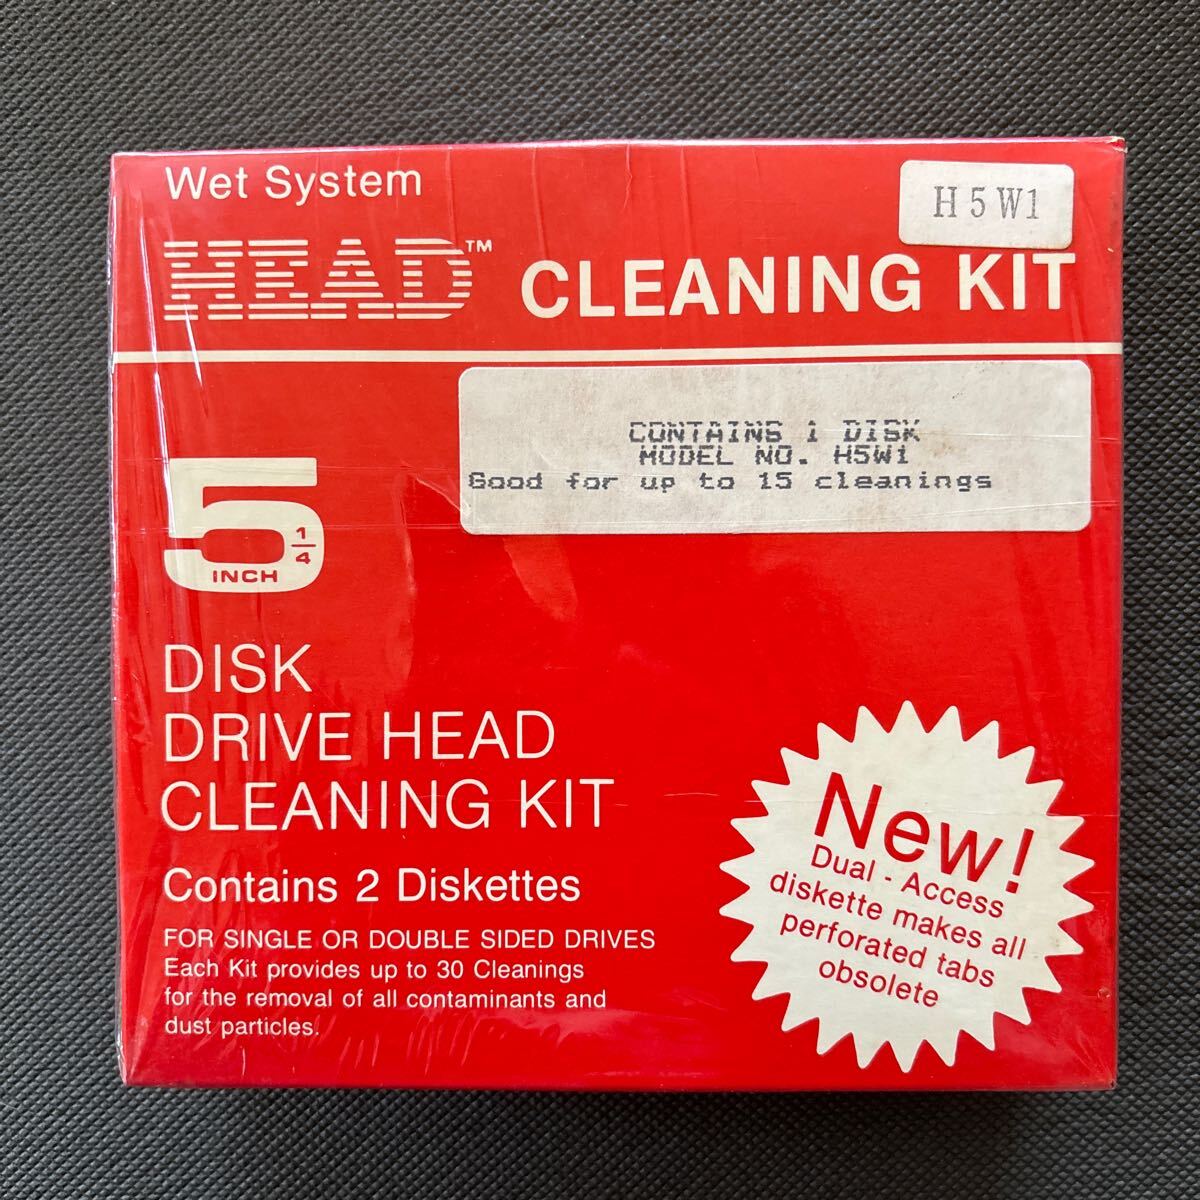 Wet System
H5W1
HEAD™ CLEANING KIT
CONTAINS 1 DISK
MODEL NO. H5W1
Good for up to 15 cleanings
5 1/4
INCH
DISK
DRIVE HEAD
CLEANING KIT
Contains 2 Diskettes
FOR SINGLE OR DOUBLE SIDED DRIVES
Each Kit provides up to 30 Cleanings
for the removal of all contaminants and
dust particles.
New!
Dual - Access
diskette makes all
perforated tabs
obsolete